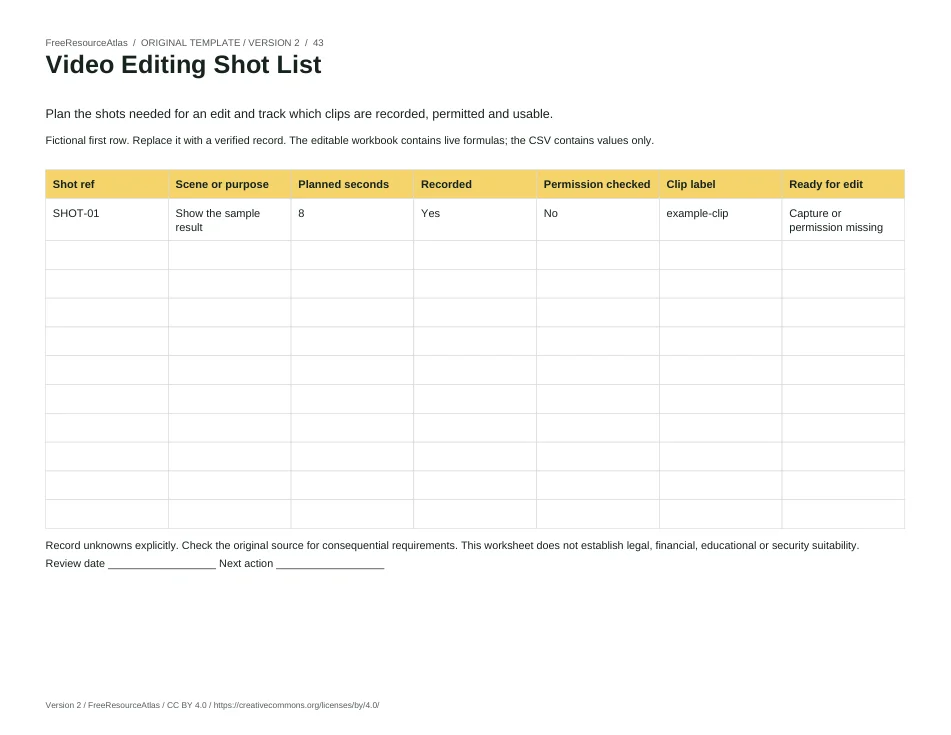 FreeResourceAtlas / ORIGINAL TEMPLATE / VERSION 2 / 43
Video Editing Shot List
Plan the shots needed for an edit and track which clips are recorded, permitted and usable.
Fictional first row. Replace it with a verified record. The editable workbook contains live formulas; the CSV contains values only.
Shot ref Scene or purpose Planned seconds Recorded Permission checked Clip label Ready for edit
SHOT-01 Show the sample 8 Yes No example-clip Capture or
result permission missing
Record unknowns explicitly. Check the original source for consequential requirements. This worksheet does not establish legal, financial, educational or security suitability.
Review date ___________________ Next action ___________________
Version 2 / FreeResourceAtlas / CC BY 4.0 / https://creativecommons.org/licenses/by/4.0/